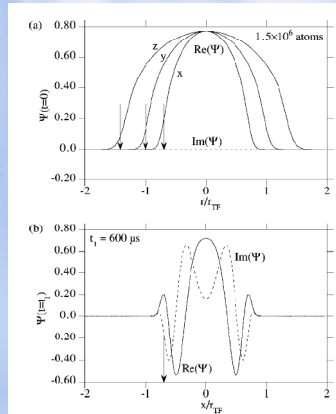 (a)
1.5×10⁶ atoms
0.80
0.60
0.40
0.20
0.0
-0.20
Ψ(t=0)
z
y
x
Re(Ψ)
Im(Ψ)
-2
-1
0
1
2
r/r_TF
(b)
t₁ = 600 μs
0.80
0.60
0.40
0.20
0.0
-0.20
-0.40
-0.60
Im(Ψ)
Re(Ψ)
-2
-1
0
1
2
x/r_TF